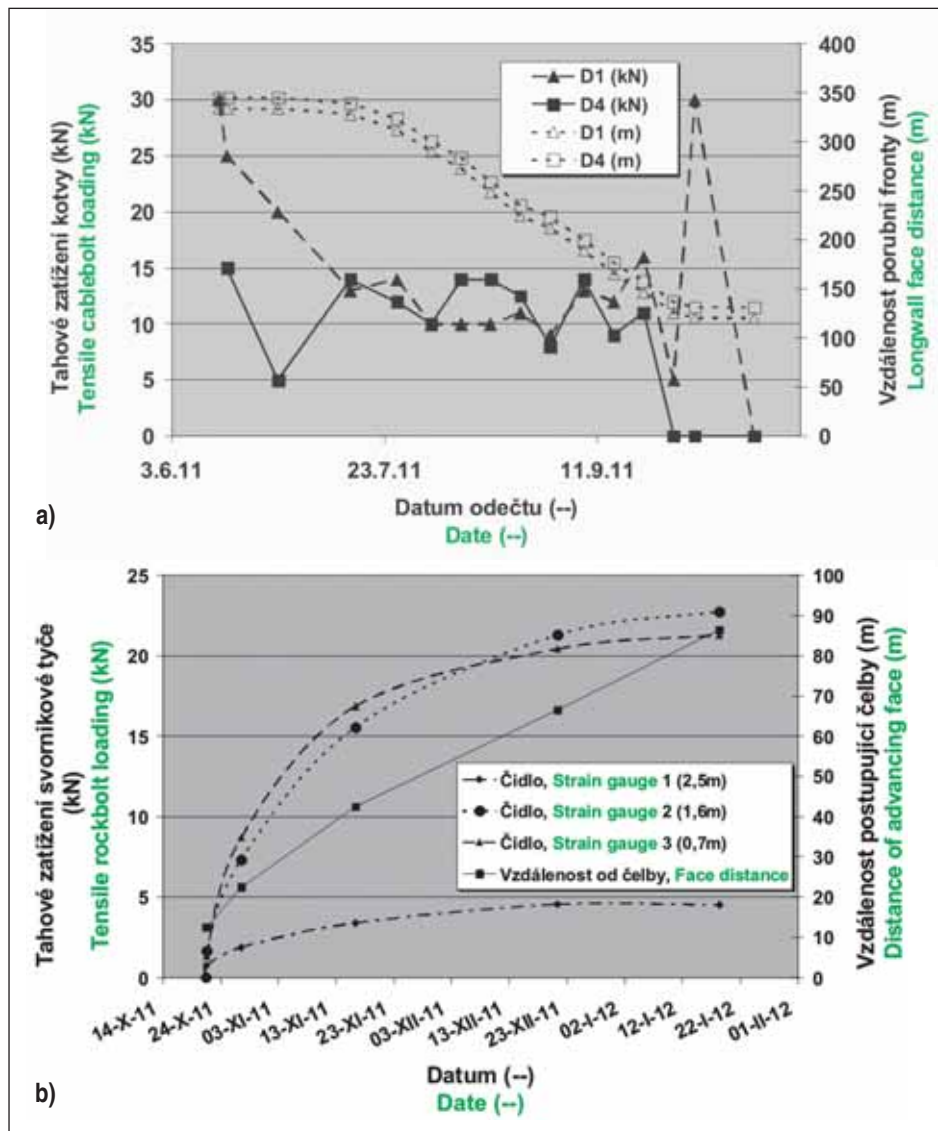 35
30
25
20
15
10
5
0
400
350
300
250
200
150
100
50
0
D1 (kN)
D4 (kN)
D1 (m)
D4 (m)
Tahové zatížení kotvy (kN)
Tensile cablebolt loading (kN)
Vzdálenost porubní fronty (m)
Longwall face distance (m)
3.6.11
23.7.11
11.9.11
Datum odečtu (--)
Date (--)
a)
25
20
15
10
5
0
100
90
80
70
60
50
40
30
20
10
0
Tahové zatížení svorníkové tyče
(kN)
Tensile rockbolt loading (kN)
Vzdálenost postupující čelby (m)
Distance of advancing face (m)
Čidlo, Strain gauge 1 (2,5m)
Čidlo, Strain gauge 2 (1,6m)
Čidlo, Strain gauge 3 (0,7m)
Vzdálenost od čelby, Face distance
14-X-11
24-X-11
03-XI-11
13-XI-11
23-XI-11
03-XII-11
13-XII-11
23-XII-11
02-I-12
12-I-12
22-I-12
01-II-12
Datum (--)
Date (--)
b)